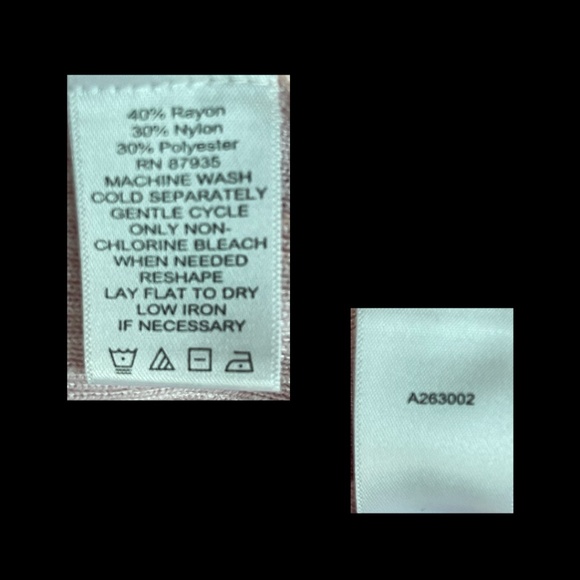 40% Rayon
30% Nylon
30% Polyester
RN 87935
MACHINE WASH
COLD SEPARATELY
GENTLE CYCLE
ONLY NON-
CHLORINE BLEACH
WHEN NEEDED
RESHAPE
LAY FLAT TO DRY
LOW IRON
IF NECESSARY
A263002